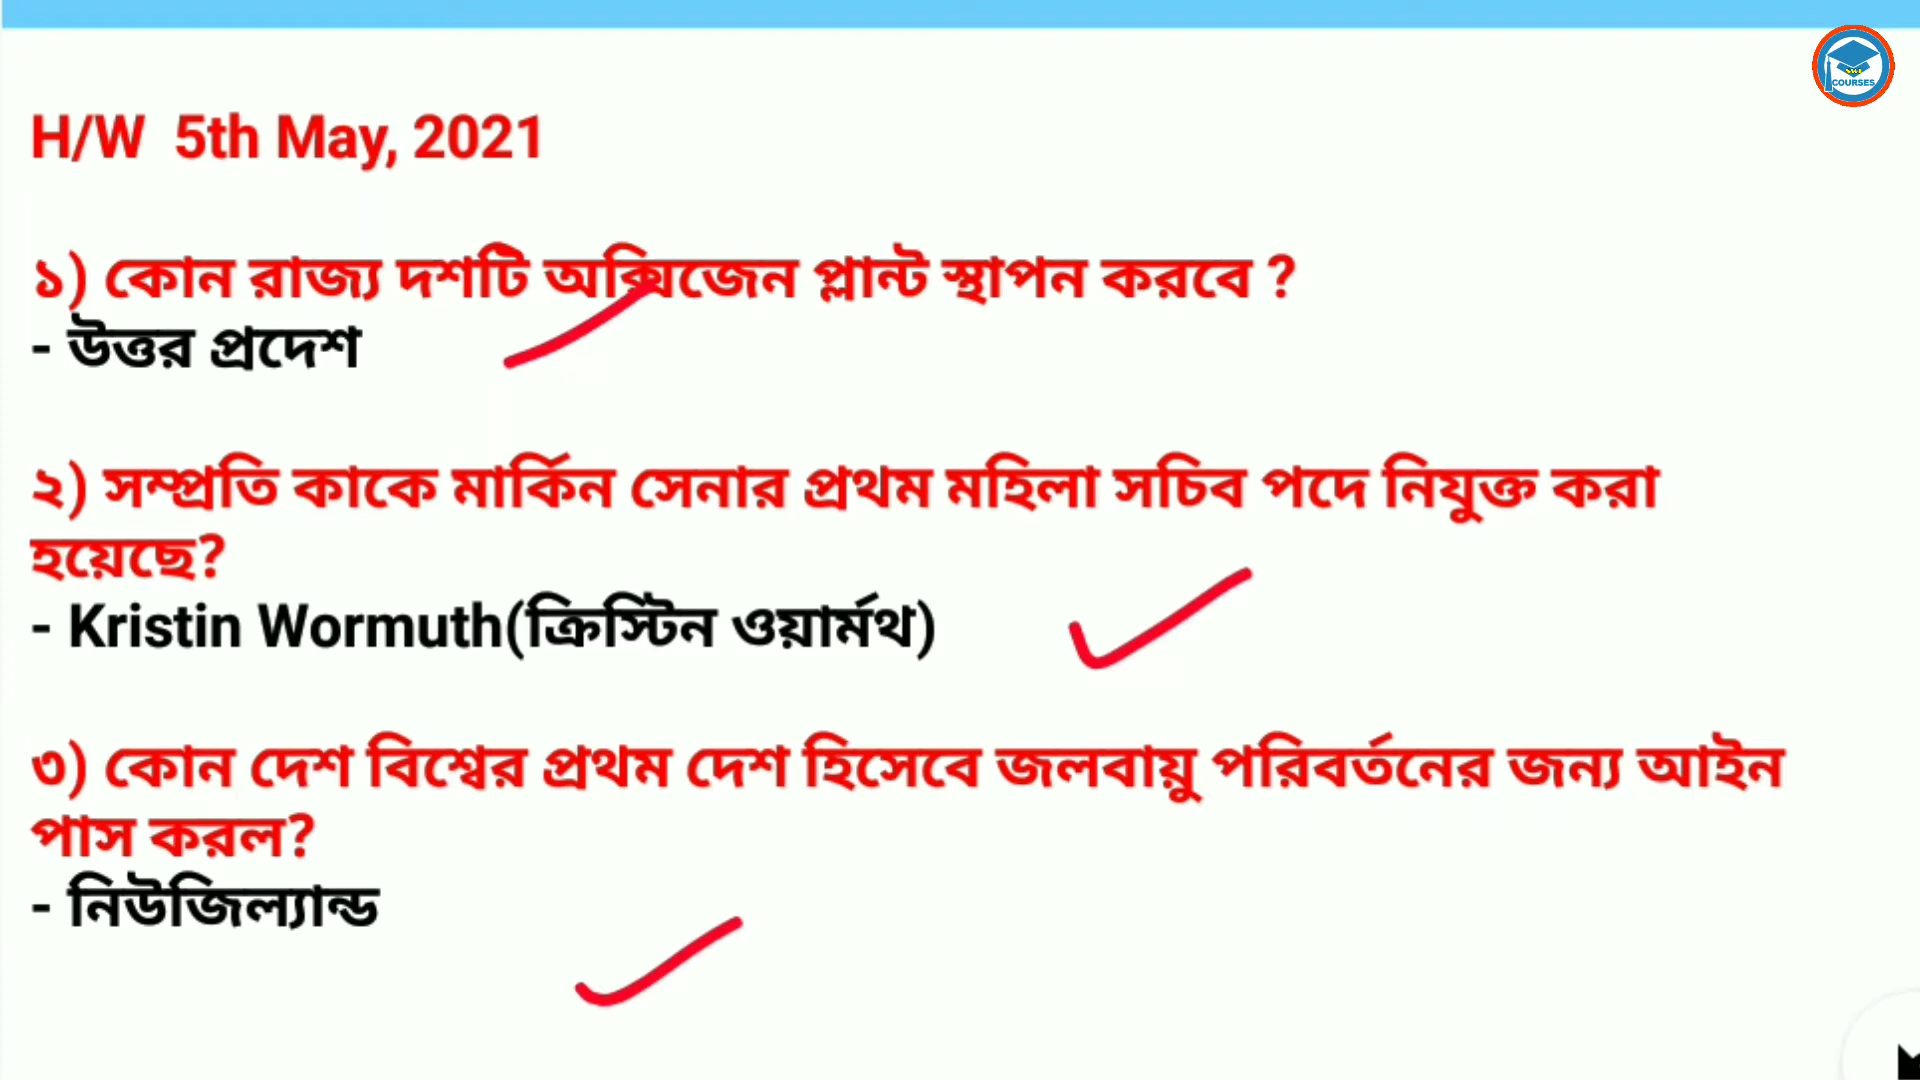 COURSES
H/W 5th May, 2021
১) কোন রাজ্য দশটি অক্সিজেন প্লান্ট স্থাপন করবে ?
- উত্তর প্রদেশ
২) সম্প্রতি কাকে মার্কিন সেনার প্রথম মহিলা সচিব পদে নিযুক্ত করা
হয়েছে?
- Kristin Wormuth(ক্রিস্টিন ওয়ার্মথ)
৩) কোন দেশ বিশ্বের প্রথম দেশ হিসেবে জলবায়ু পরিবর্তনের জন্য আইন
পাস করল?
- নিউজিল্যান্ড